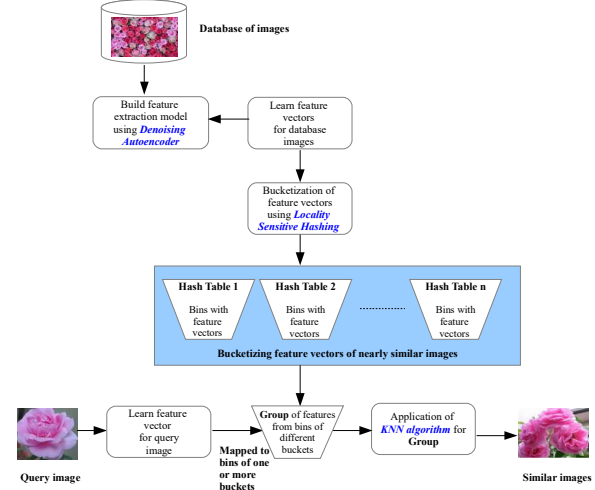 Database of images
Build feature
extraction model
using Denoising
Autoencoder
Learn feature
vectors
for database
images
Bucketization of
feature vectors
using Locality
Sensitive Hashing
Hash Table 1
Bins with
feature
vectors
Hash Table 2
Bins with
feature
vectors
Hash Table n
Bins with
feature
vectors
Bucketizing feature vectors of nearly similar images
Learn feature
vector
for query
image
Mapped to
bins of one
or more
buckets
Group of features
from bins of
different
buckets
Application of
KNN algorithm for
Group
Query image
Similar images